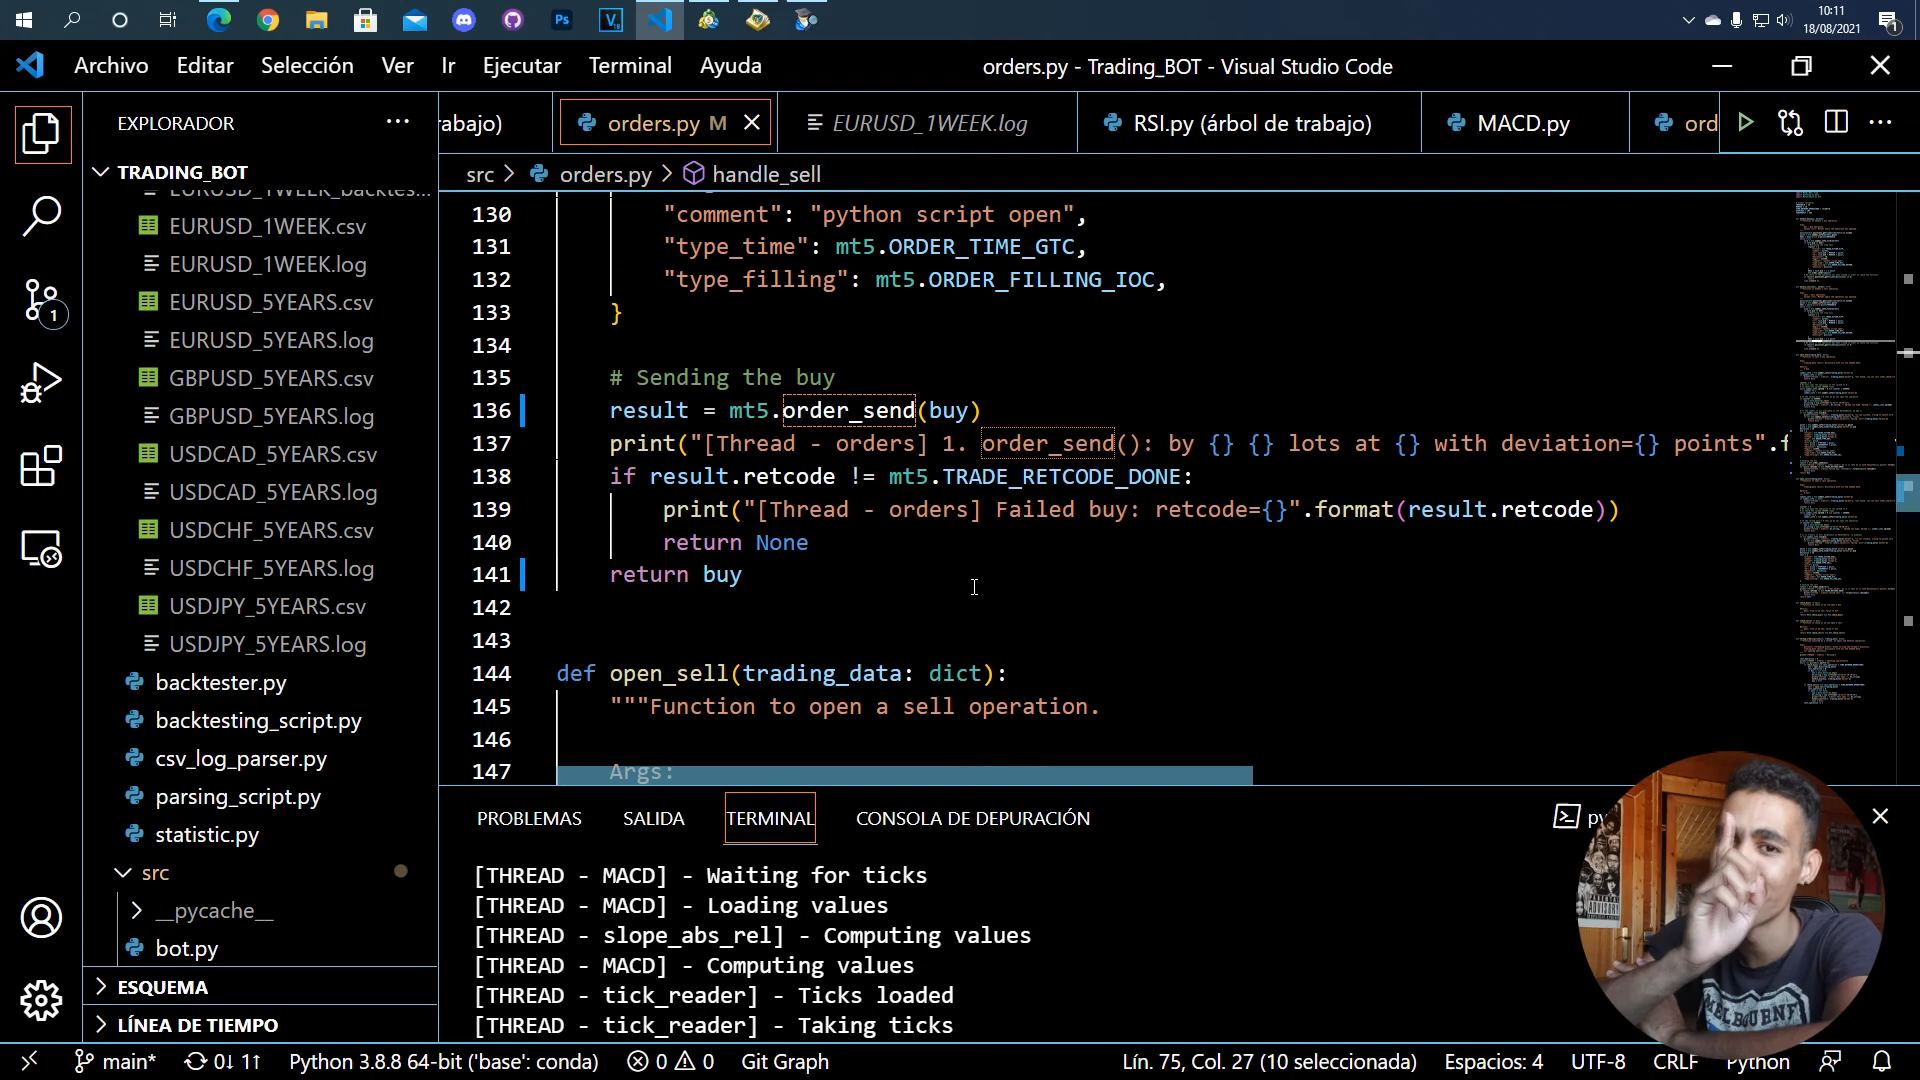 10:11
18/08/2021
1
Ps
Archivo Editar Selección Ver Ir Ejecutar Terminal Ayuda
orders.py - Trading_BOT - Visual Studio Code
EXPLORADOR
rabajo) orders.py M EURUSD_1WEEK.log RSI.py (árbol de trabajo) MACD.py ord
TRADING_BOT
src > orders.py > handle_sell
EURUSD_1WEEK_backtes...
EURUSD_1WEEK.csv
EURUSD_1WEEK.log
EURUSD_5YEARS.csv
EURUSD_5YEARS.log
GBPUSD_5YEARS.csv
GBPUSD_5YEARS.log
USDCAD_5YEARS.csv
USDCAD_5YEARS.log
USDCHF_5YEARS.csv
USDCHF_5YEARS.log
USDJPY_5YEARS.csv
USDJPY_5YEARS.log
backtester.py
backtesting_script.py
csv_log_parser.py
parsing_script.py
statistic.py
src
__pycache__
bot.py
ESQUEMA
LÍNEA DE TIEMPO
1
130 "comment": "python script open",
131 "type_time": mt5.ORDER_TIME_GTC,
132 "type_filling": mt5.ORDER_FILLING_IOC,
133 }
134
135 # Sending the buy
136 result = mt5.order_send(buy)
137 print("[Thread - orders] 1. order_send(): by {} {} lots at {} with deviation={} points".f
138 if result.retcode != mt5.TRADE_RETCODE_DONE:
139 print("[Thread - orders] Failed buy: retcode={}".format(result.retcode))
140 return None
141 return buy
142
143
144 def open_sell(trading_data: dict):
145 """Function to open a sell operation.
146
147 Args:
PROBLEMAS SALIDA TERMINAL CONSOLA DE DEPURACIÓN
py
[THREAD - MACD] - Waiting for ticks
[THREAD - MACD] - Loading values
[THREAD - slope_abs_rel] - Computing values
[THREAD - MACD] - Computing values
[THREAD - tick_reader] - Ticks loaded
[THREAD - tick_reader] - Taking ticks
MELBOURNE
main* 0↓ 1↑ Python 3.8.8 64-bit ('base': conda) 0 0 Git Graph
Lín. 75, Col. 27 (10 seleccionada) Espacios: 4 UTF-8 CRLF Python